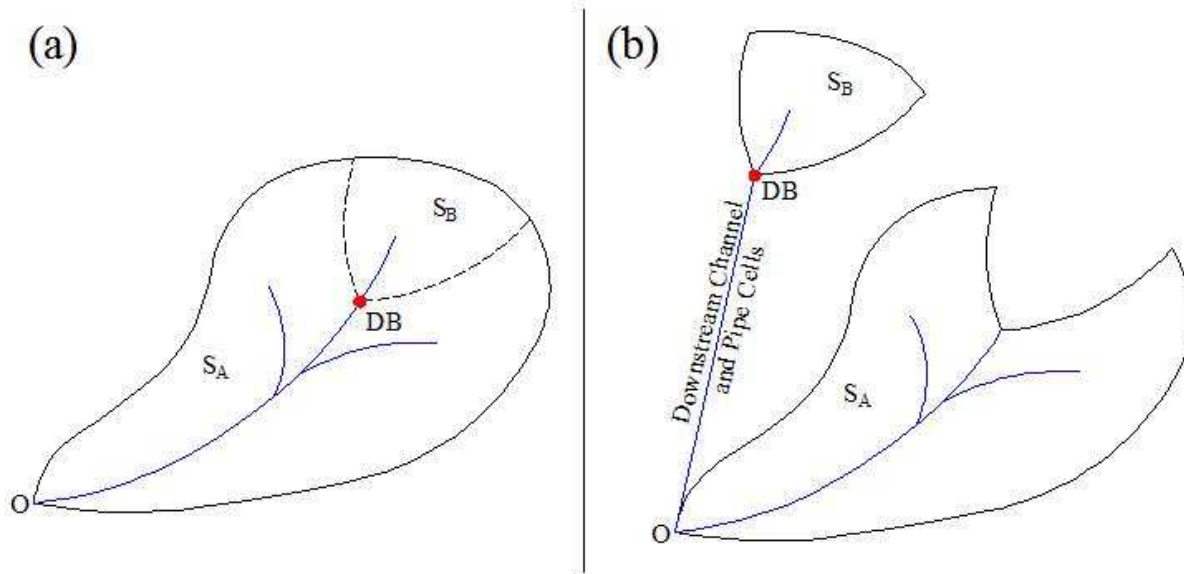 (a)
S_B
DB
S_A
O
(b)
S_B
DB
Downstream Channel
and Pipe Cells
S_A
O